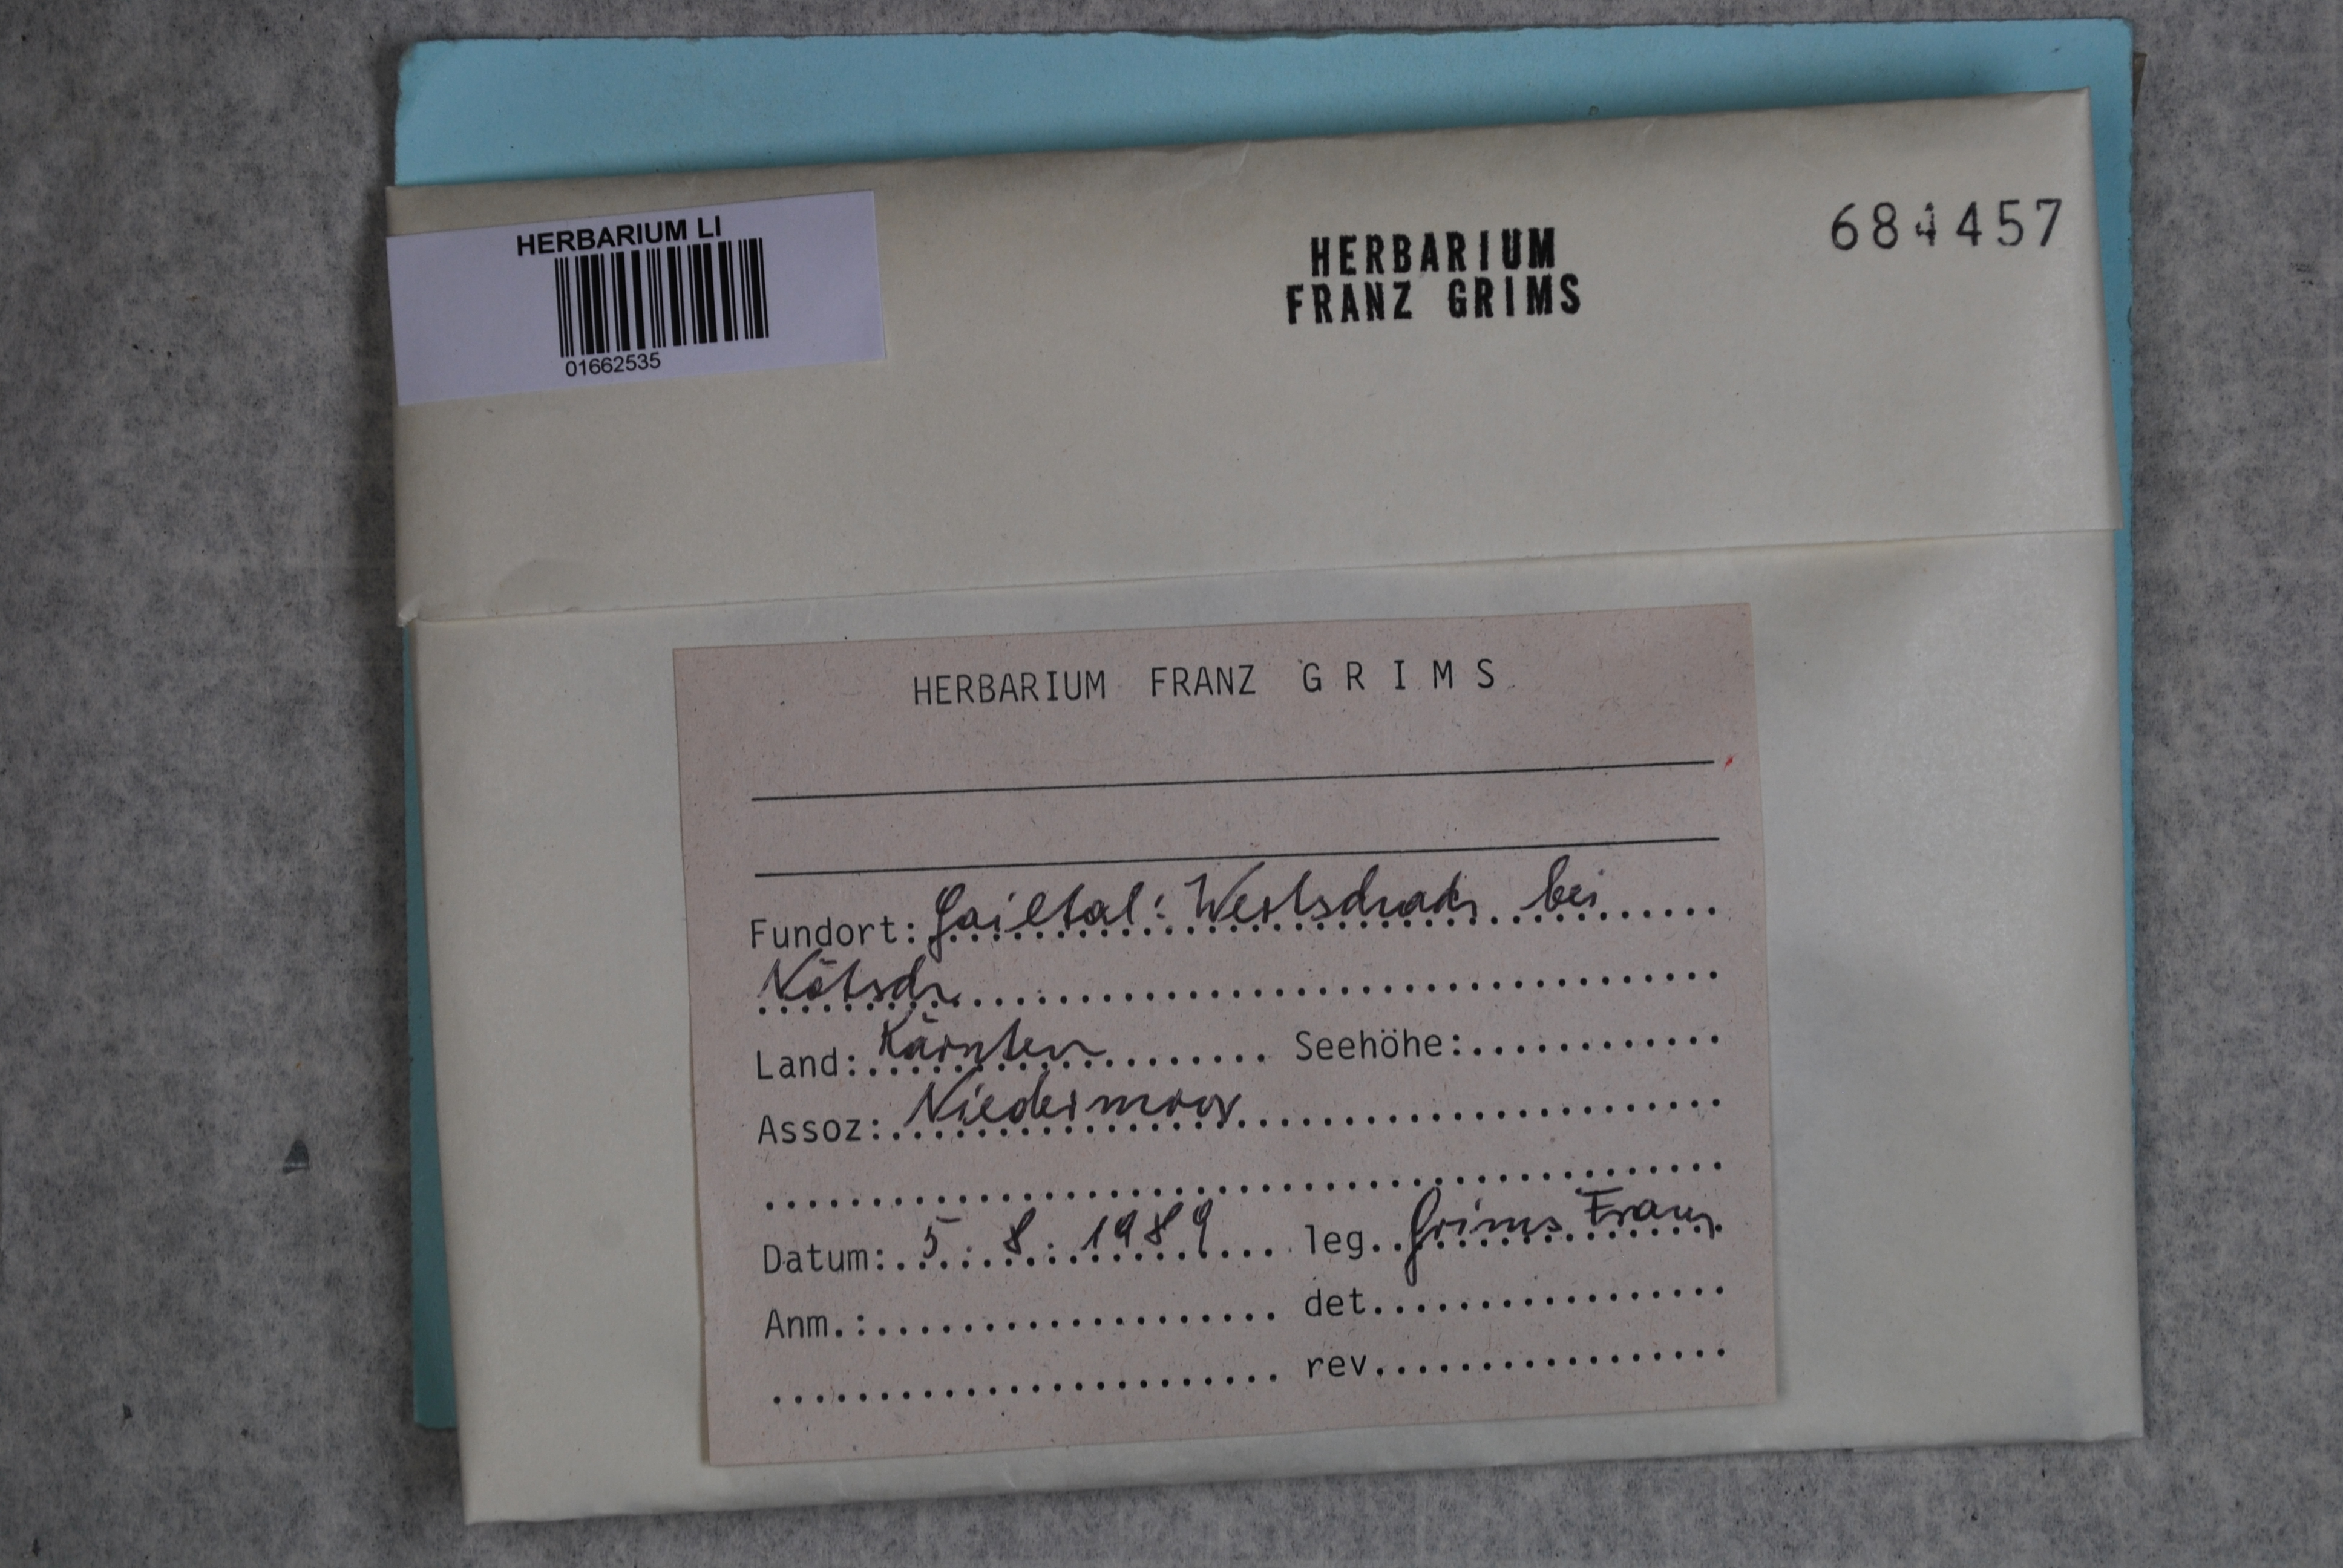 HERBARIUM LI
01662535
HERBARIUM
FRANZ GRIMS
684457
HERBARIUM FRANZ GRIMS
Fundort: Gailtal: Wertschach bei
Nötsch
Land: Kärnten Seehöhe:
Assoz: Niedermoor
Datum: 5. 8. 1989 leg. Grims Franz
Anm.: det.
rev.